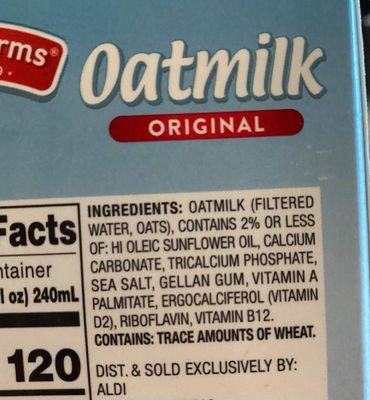 rms®
Oatmilk
ORIGINAL
Facts
ntainer
l oz) 240mL
120
INGREDIENTS: OATMILK (FILTERED
WATER, OATS), CONTAINS 2% OR LESS
OF: HI OLEIC SUNFLOWER OIL, CALCIUM
CARBONATE, TRICALCIUM PHOSPHATE,
SEA SALT, GELLAN GUM, VITAMIN A
PALMITATE, ERGOCALCIFEROL (VITAMIN
D2), RIBOFLAVIN, VITAMIN B12.
CONTAINS: TRACE AMOUNTS OF WHEAT.
DIST. & SOLD EXCLUSIVELY BY:
ALDI